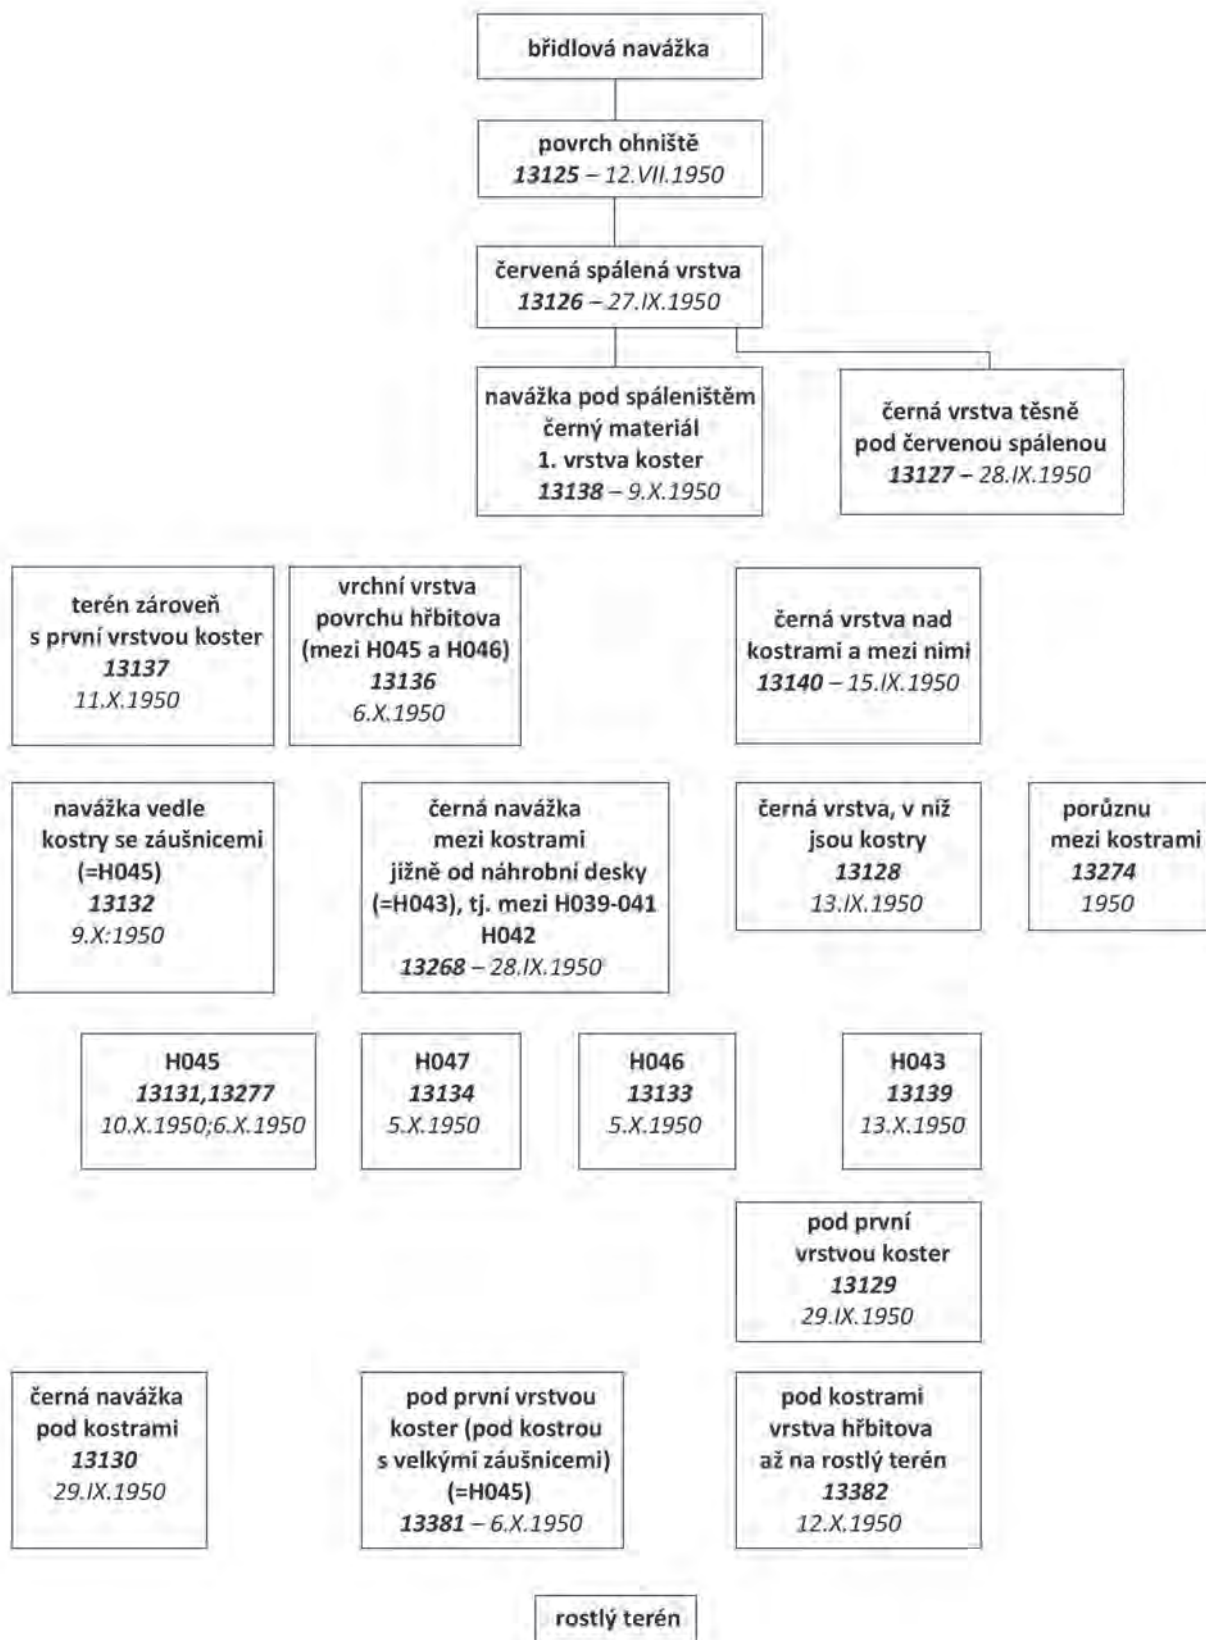 břidlová navážka
povrch ohniště
13125 – 12.VII.1950
červená spálená vrstva
13126 – 27.IX.1950
navážka pod spáleništěm
černý materiál
1. vrstva koster
13138 – 9.X.1950
černá vrstva těsně
pod červenou spálenou
13127 – 28.IX.1950
terén zároveň
s první vrstvou koster
13137
11.X.1950
vrchní vrstva
povrchu hřbitova
(mezi H045 a H046)
13136
6.X.1950
černá vrstva nad
kostrami a mezi nimi
13140 – 15.IX.1950
navážka vedle
kostry se záušnicemi
(=H045)
13132
9.X:1950
černá navážka
mezi kostrami
jižně od náhrobní desky
(=H043), tj. mezi H039-041
H042
13268 – 28.IX.1950
černá vrstva, v níž
jsou kostry
13128
13.IX.1950
porůznu
mezi kostrami
13274
1950
H045
13131,13277
10.X.1950;6.X.1950
H047
13134
5.X.1950
H046
13133
5.X.1950
H043
13139
13.X.1950
pod první
vrstvou koster
13129
29.IX.1950
černá navážka
pod kostrami
13130
29.IX.1950
pod první vrstvou
koster (pod kostrou
s velkými záušnicemi)
(=H045)
13381 – 6.X.1950
pod kostrami
vrstva hřbitova
až na rostlý terén
13382
12.X.1950
rostlý terén